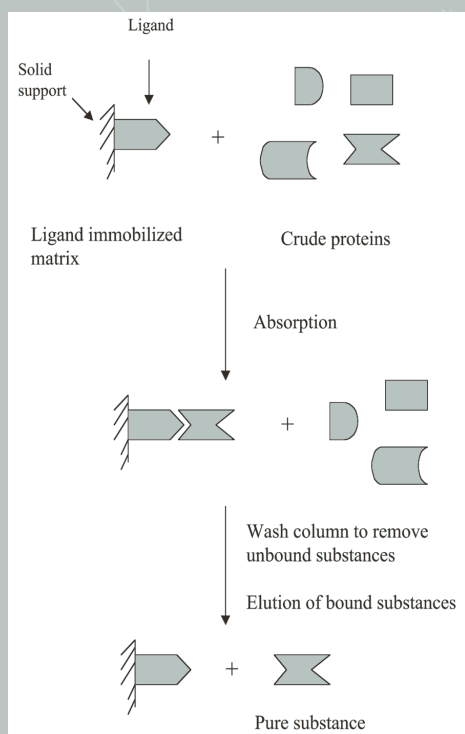 Ligand
Solid
support
+
Ligand immobilized
matrix
Crude proteins
Absorption
+
Wash column to remove
unbound substances
Elution of bound substances
+
Pure substance